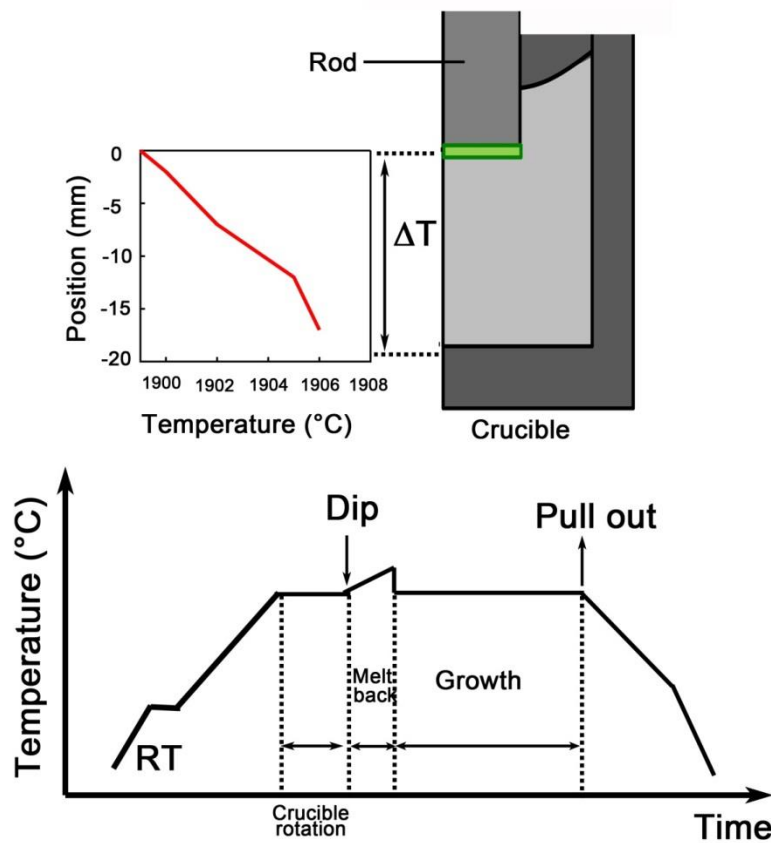 Rod
0
-5
-10
-15
-20
Position (mm)
ΔT
1900 1902 1904 1906 1908
Temperature (°C)
Crucible
Temperature (°C)
Dip
Pull out
Melt
back
Growth
RT
Crucible
rotation
Time